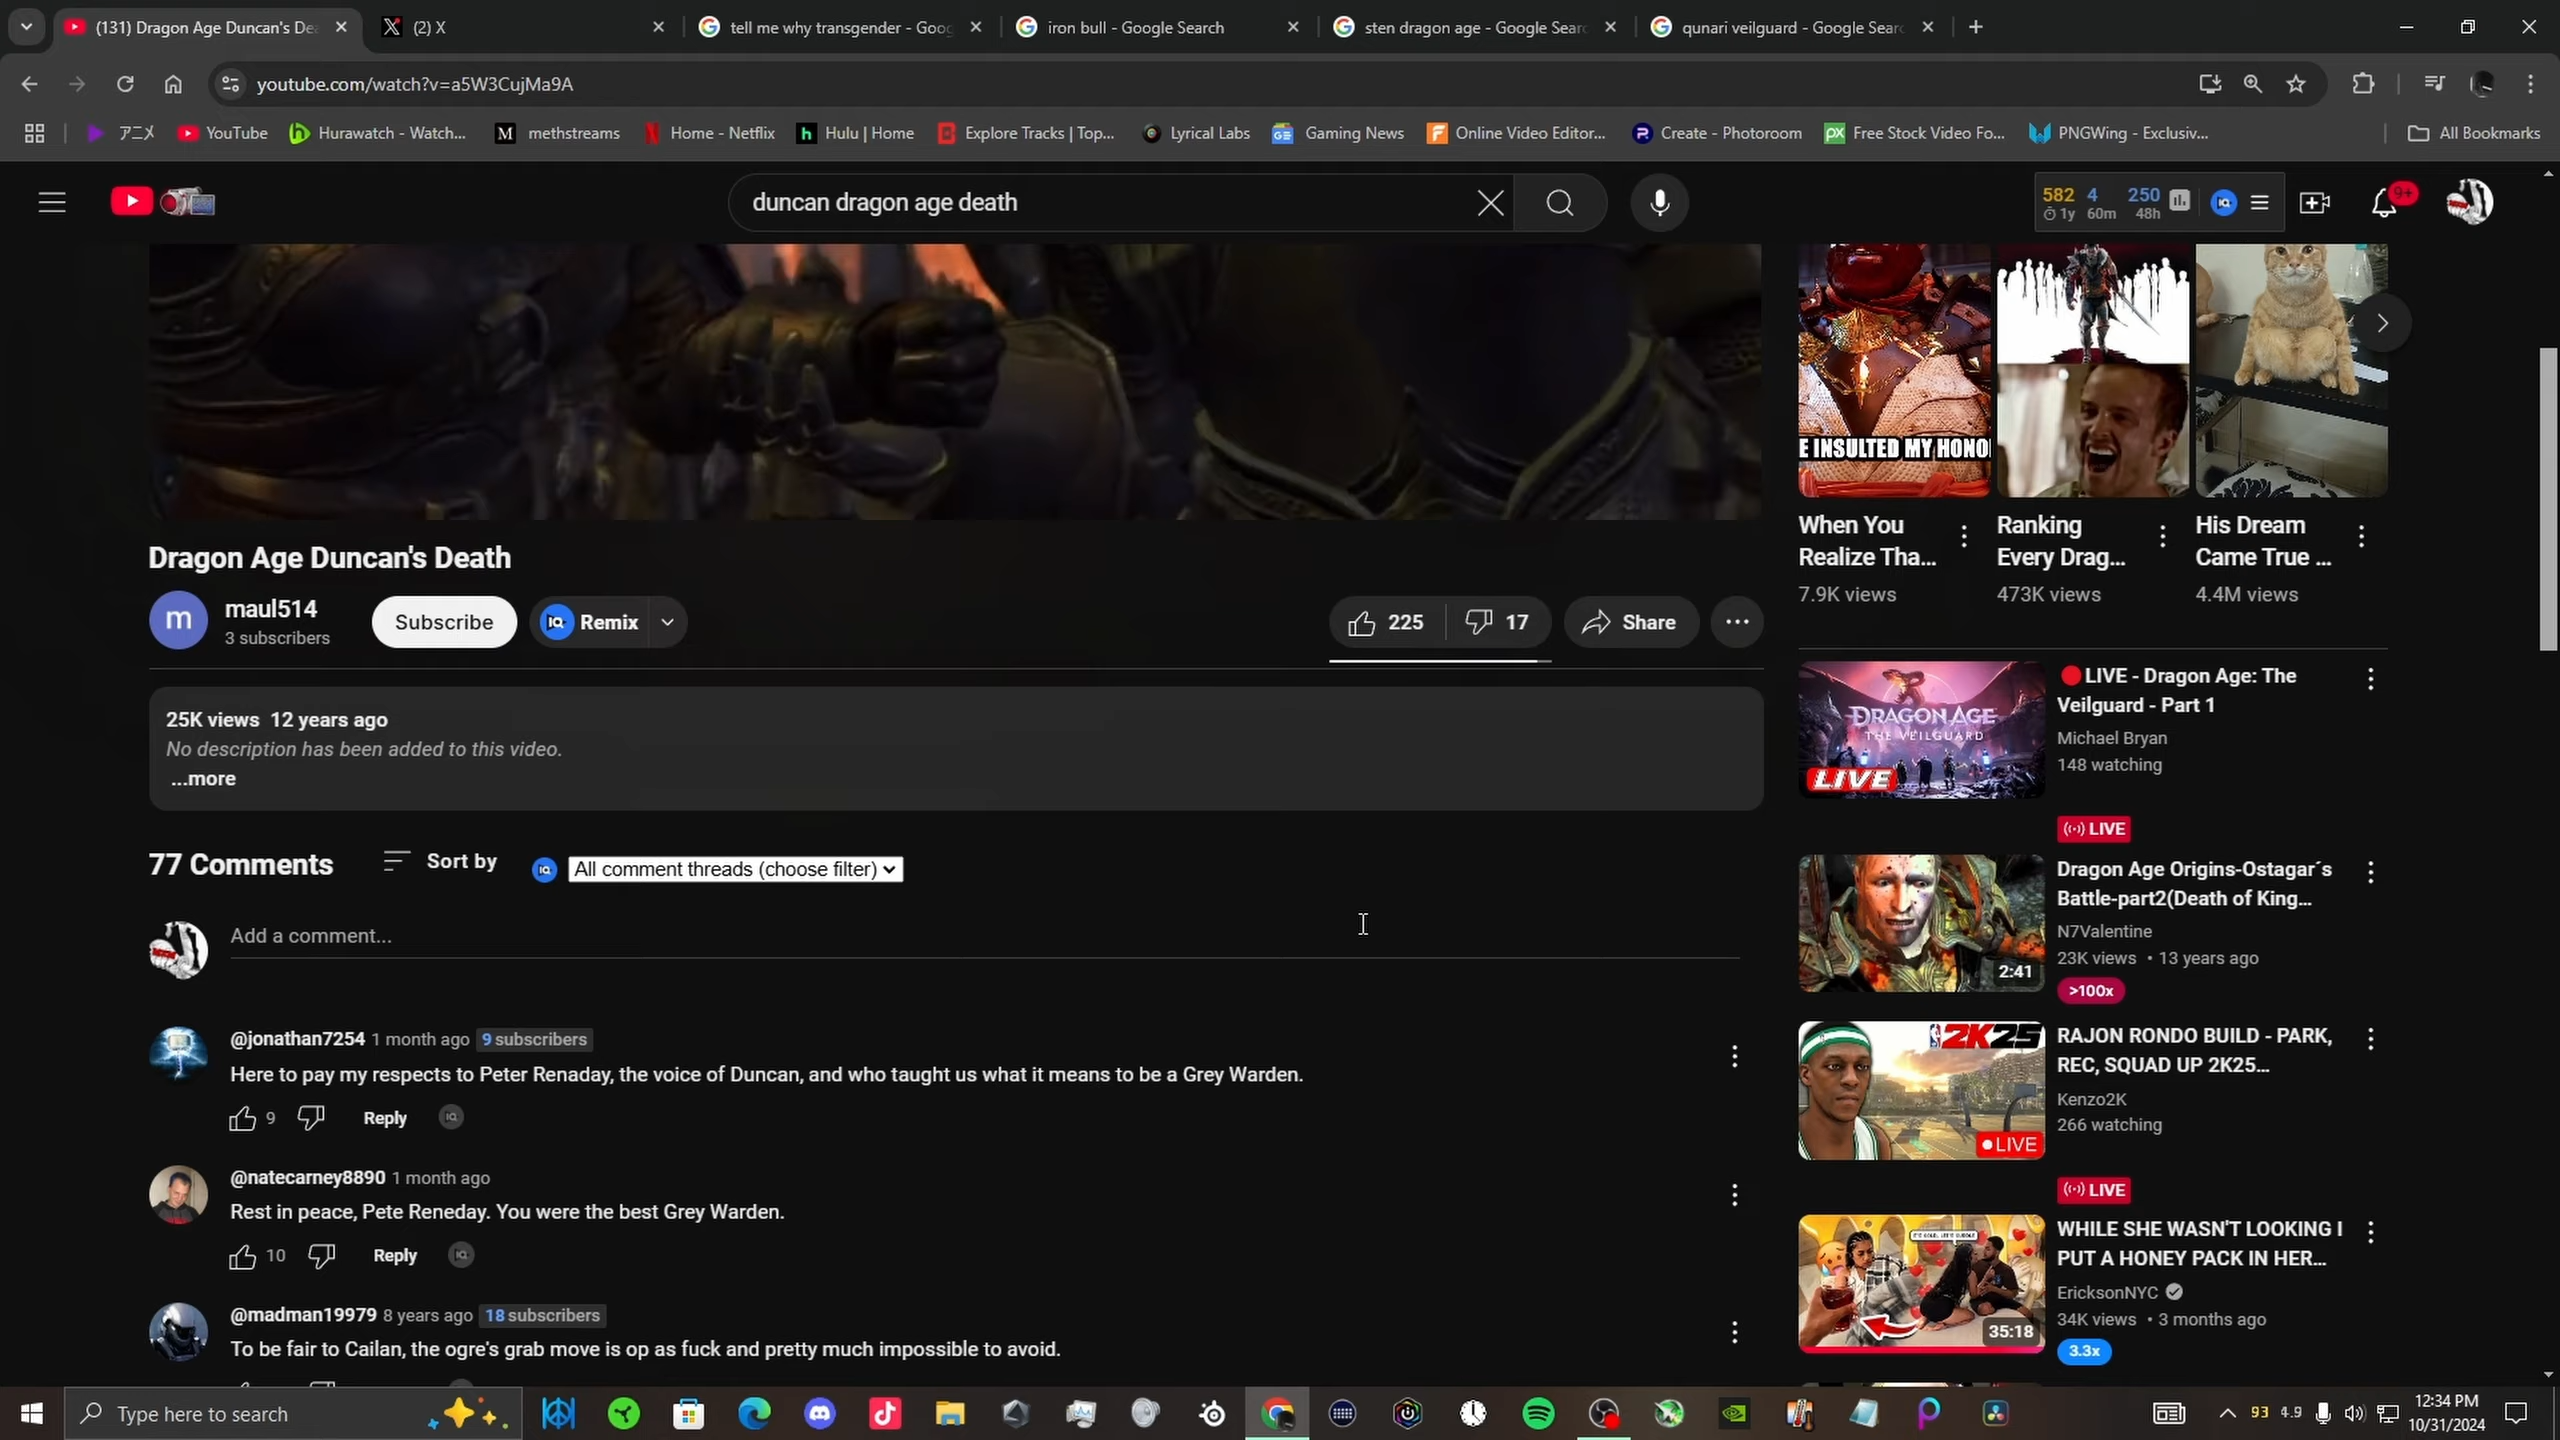 (131) Dragon Age Duncan's De
(2) X
tell me why transgender - Goog
iron bull - Google Search
sten dragon age - Google Searc
qunari veilguard - Google Searc
youtube.com/watch?v=a5W3CujMa9A
アニメ
YouTube
Hurawatch - Watch...
methstreams
Home - Netflix
Hulu | Home
Explore Tracks | Top...
Lyrical Labs
Gaming News
Online Video Editor...
Create - Photoroom
Free Stock Video Fo...
PNGWing - Exclusiv...
All Bookmarks
duncan dragon age death
582 4 250
1y 60m 48h
9+
E INSULTED MY HONO
When You
Realize Tha...
7.9K views
Ranking
Every Drag...
473K views
His Dream
Came True ...
4.4M views
Dragon Age Duncan's Death
m
maul514
3 subscribers
Subscribe
Remix
225
17
Share
25K views 12 years ago
No description has been added to this video.
...more
77 Comments
Sort by
All comment threads (choose filter)
Add a comment...
@jonathan7254 1 month ago 9 subscribers
Here to pay my respects to Peter Renaday, the voice of Duncan, and who taught us what it means to be a Grey Warden.
9
Reply
@natecarney8890 1 month ago
Rest in peace, Pete Reneday. You were the best Grey Warden.
10
Reply
@madman19979 8 years ago 18 subscribers
To be fair to Cailan, the ogre's grab move is op as fuck and pretty much impossible to avoid.
DRAGON AGE
THE VEILGUARD
LIVE
LIVE - Dragon Age: The
Veilguard - Part 1
Michael Bryan
148 watching
LIVE
2:41
Dragon Age Origins-Ostagar´s
Battle-part2(Death of King...
N7Valentine
23K views • 13 years ago
>100x
2K25
LIVE
RAJON RONDO BUILD - PARK,
REC, SQUAD UP 2K25...
Kenzo2K
266 watching
LIVE
35:18
WHILE SHE WASN'T LOOKING I
PUT A HONEY PACK IN HER...
EricksonNYC
34K views • 3 months ago
3.3x
Type here to search
93 4.9
12:34 PM
10/31/2024